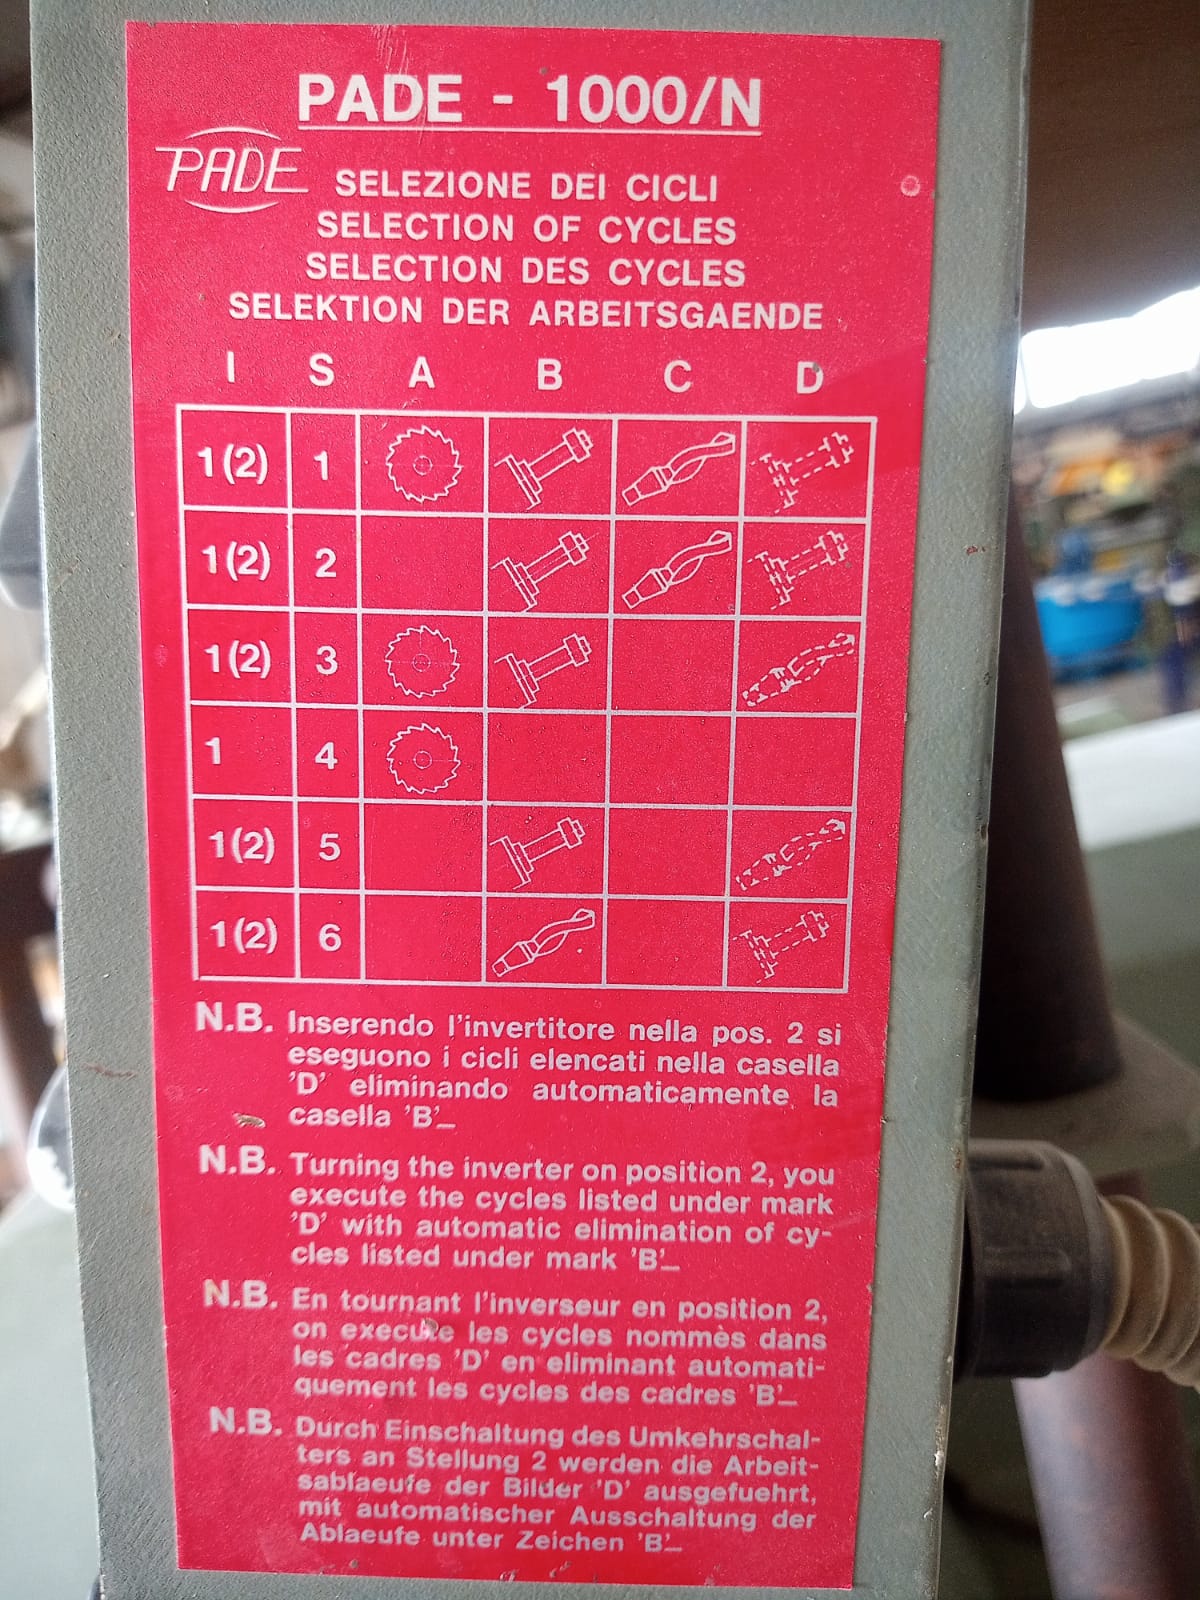 PADE - 1000/N
PADE
SELEZIONE DEI CICLI
SELECTION OF CYCLES
SELECTION DES CYCLES
SELEKTION DER ARBEITSGAENDE
I S A B C D
1(2) 1
1(2) 2
1(2) 3
1 4
1(2) 5
1(2) 6
N.B. Inserendo l'invertitore nella pos. 2 si
eseguono i cicli elencati nella casella
'D' eliminando automaticamente la
casella 'B'_
N.B. Turning the inverter on position 2, you
execute the cycles listed under mark
'D' with automatic elimination of cy-
cles listed under mark 'B'_
N.B. En tournant l'inverseur en position 2,
on execute les cycles nommès dans
les cadres 'D' en eliminant automati-
quement les cycles des cadres 'B'_
N.B. Durch Einschaltung des Umkehrschal-
ters an Stellung 2 werden die Arbeit-
sablaeufe der Bilder 'D' ausgefuehrt,
mit automatischer Ausschaltung der
Ablaeufe unter Zeichen 'B'_